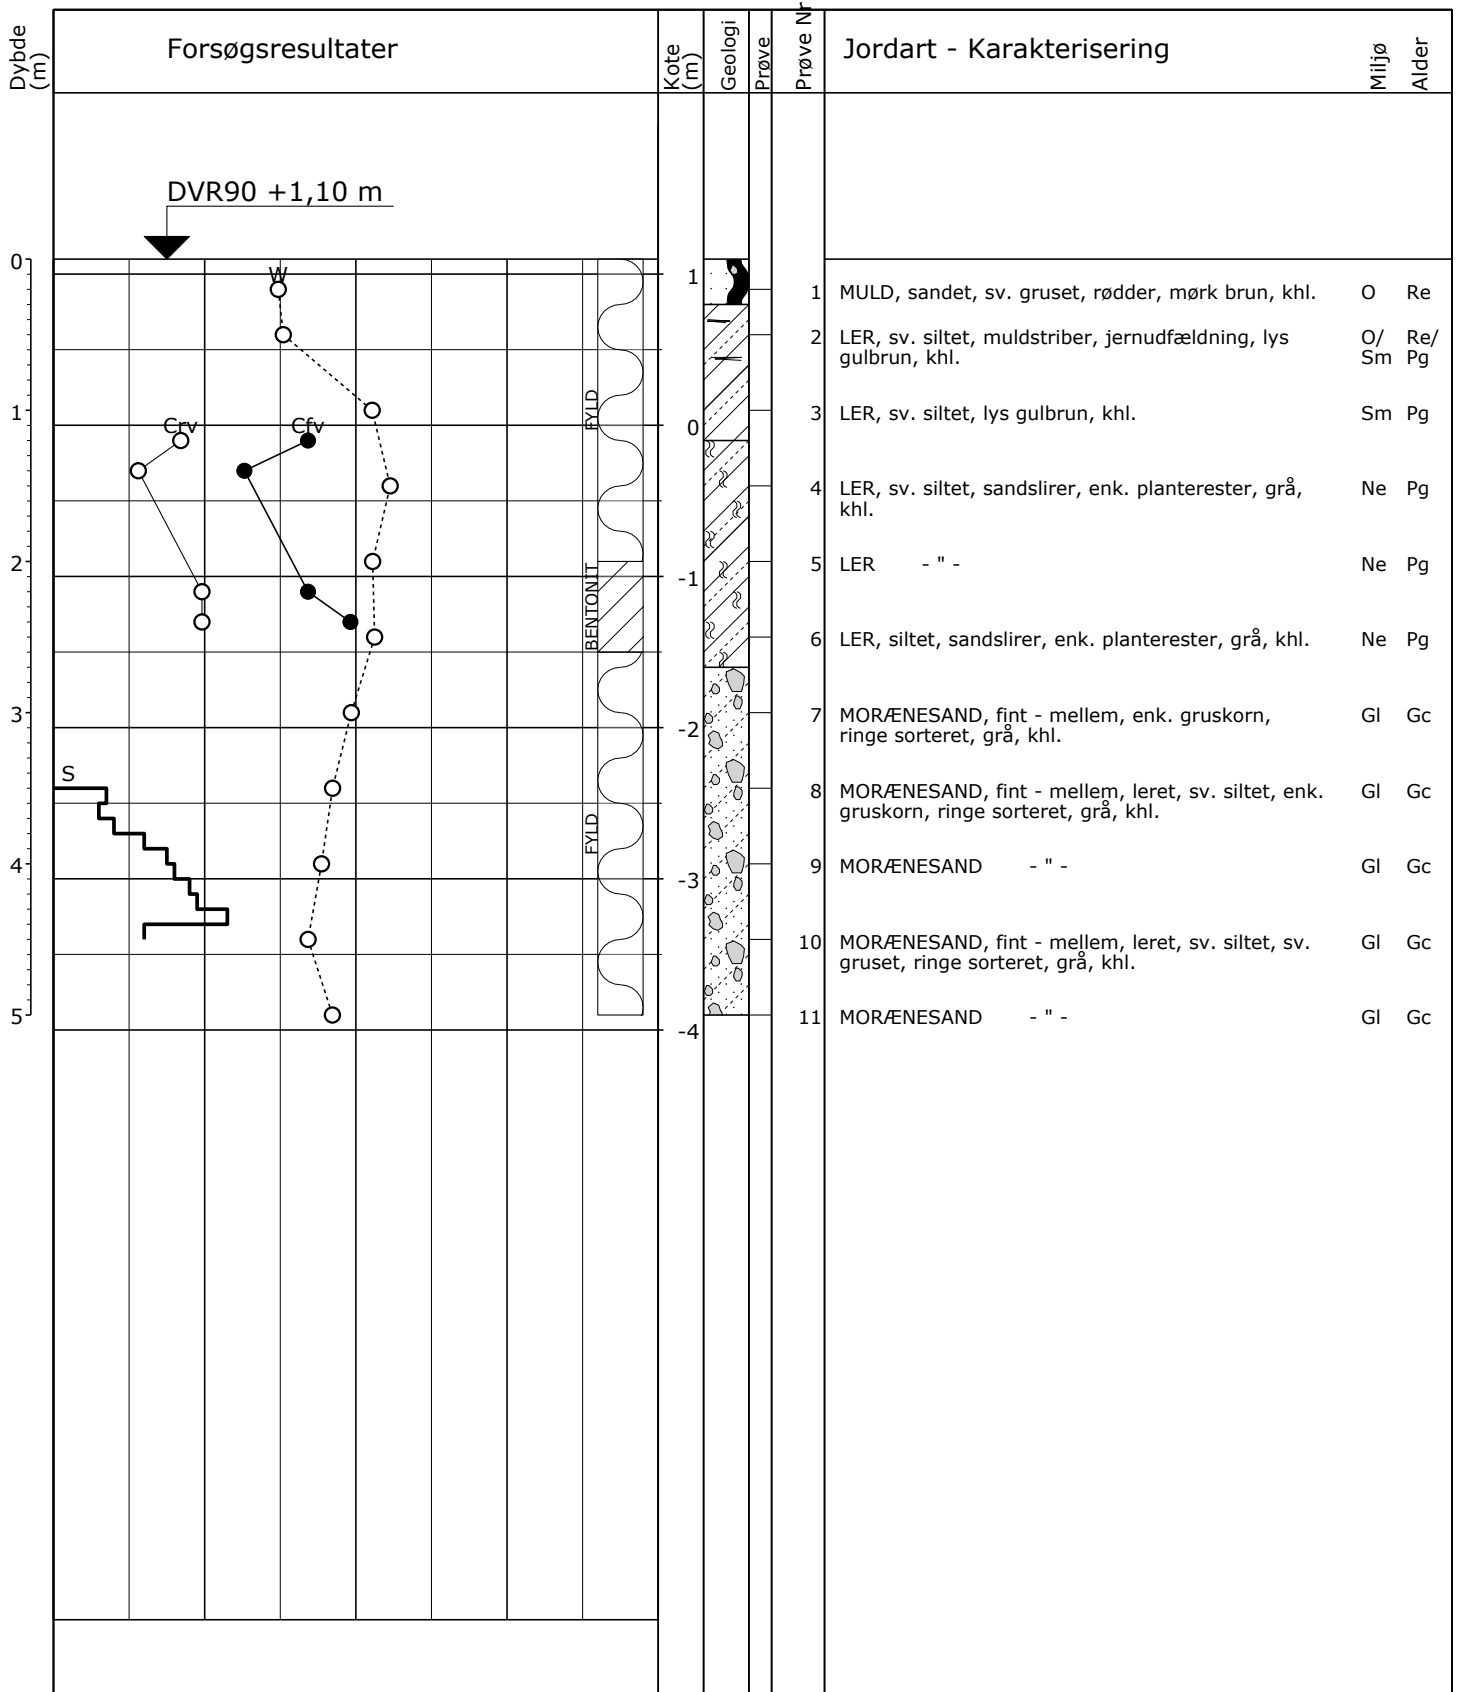 Dybde
(m)
Forsøgsresultater
Kote
(m)
Geologi
Prøve
Prøve Nr
Jordart - Karakterisering
Miljø
Alder
DVR90 +1,10 m
0
W
1
1 MULD, sandet, sv. gruset, rødder, mørk brun, khl. O Re
2 LER, sv. siltet, muldstriber, jernudfældning, lys O/ Re/
gulbrun, khl. Sm Pg
FYLD
1
Crv
Cfv
0
3 LER, sv. siltet, lys gulbrun, khl. Sm Pg
4 LER, sv. siltet, sandslirer, enk. planterester, grå, Ne Pg
khl.
2
BENTONIT
-1
5 LER - " - Ne Pg
6 LER, siltet, sandslirer, enk. planterester, grå, khl. Ne Pg
3
-2
7 MORÆNESAND, fint - mellem, enk. gruskorn, Gl Gc
ringe sorteret, grå, khl.
S
8 MORÆNESAND, fint - mellem, leret, sv. siltet, enk. Gl Gc
gruskorn, ringe sorteret, grå, khl.
FYLD
4
-3
9 MORÆNESAND - " - Gl Gc
10 MORÆNESAND, fint - mellem, leret, sv. siltet, sv. Gl Gc
gruset, ringe sorteret, grå, khl.
5
-4
11 MORÆNESAND - " - Gl Gc